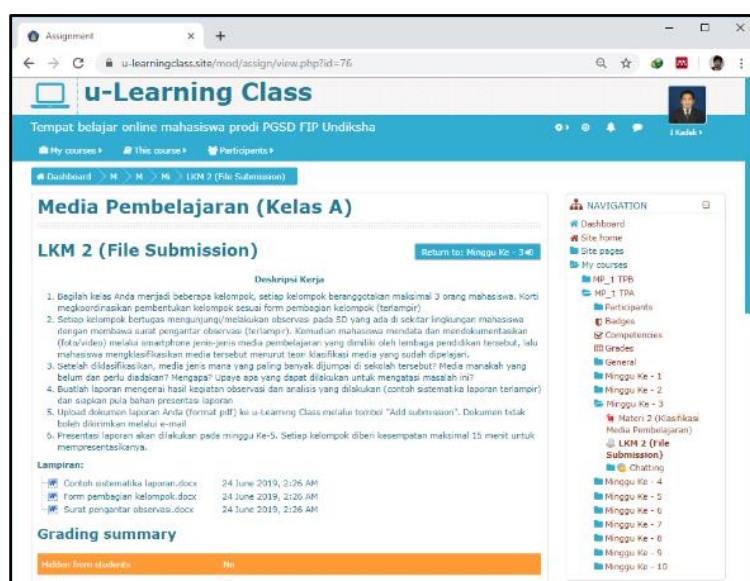 Assignment
u-learningclass.site/mod/assign/view.php?id=76
u-Learning Class
Tempat belajar online mahasiswa prodi PGSD FIP Undiksha
I Kadek
My courses
This course
Participants
Dashboard
M
M
Mi
LKM 2 (File Submission)
Media Pembelajaran (Kelas A)
LKM 2 (File Submission)
Return to: Minggu Ke - 3
Deskripsi Kerja
1. Bagilah kelas Anda menjadi beberapa kelompok, setiap kelompok beranggotakan maksimal 3 orang mahasiswa. Korti
megkoordinasikan pembentukan kelompok sesuai form pembagian kelompok (terlampir)
2. Setiap kelompok bertugas mengunjung/melakukan observasi pada SD yang ada di sekitar lingkungan mahasiswa
dengan membawa surat pengantar observasi (terlampir). Kemudian mahasiswa mendata dan mendokumentasikan
(foto/video) melalui smartphone jenis-jenis media pembelajaran yang dimiliki oleh lembaga pendidikan tersebut, lalu
mahasiswa mengklasifikasikan media tersebut menurut teori klasifikasi media yang sudah dipelajari.
3. Setelah diklasifikasikan, media jenis mana yang paling banyak dijumpai di sekolah tersebut? Media manakah yang
belum dan perlu diadakan? Mengapa? Upaya apa yang dapat dilakukan untuk mengatasi masalah ini?
4. Buatlah laporan mengenai hasil kegiatan observasi dan analisis yang dilakukan (contoh sistematika laporan terlampir)
dan siapkan pula bahan presentasi laporan
5. Upload dokumen laporan Anda (format pdf) ke u-Learning Class melalui tombol "Add submission". Dokumen tidak
boleh dikirimkan melalui e-mail
6. Presentasi laporan akan dilakukan pada minggu Ke-5. Setiap kelompok diberi kesempatan maksimal 15 menit untuk
mempresentasikanya.
Lampiran:
Contoh sistematika laporan.docx 24 June 2019, 2:26 AM
Form pembagian kelompok.docx 24 June 2019, 2:26 AM
Surat pangantar observasi.docx 24 June 2019, 2:26 AM
Grading summary
Hidden from students No
NAVIGATION
Dashboard
Site home
Site pages
My courses
MP_1 TPB
MP_1 TPA
Participants
Badges
Competencies
Grades
General
Minggu Ke - 1
Minggu Ke - 2
Minggu Ke - 3
Materi 2 (Klasifikasi
Media Pembelajaran)
LKM 2 (File
Submission)
Chatting
Minggu Ke - 4
Minggu Ke - 5
Minggu Ke - 6
Minggu Ke - 7
Minggu Ke - 8
Minggu Ke - 9
Minggu Ke - 10